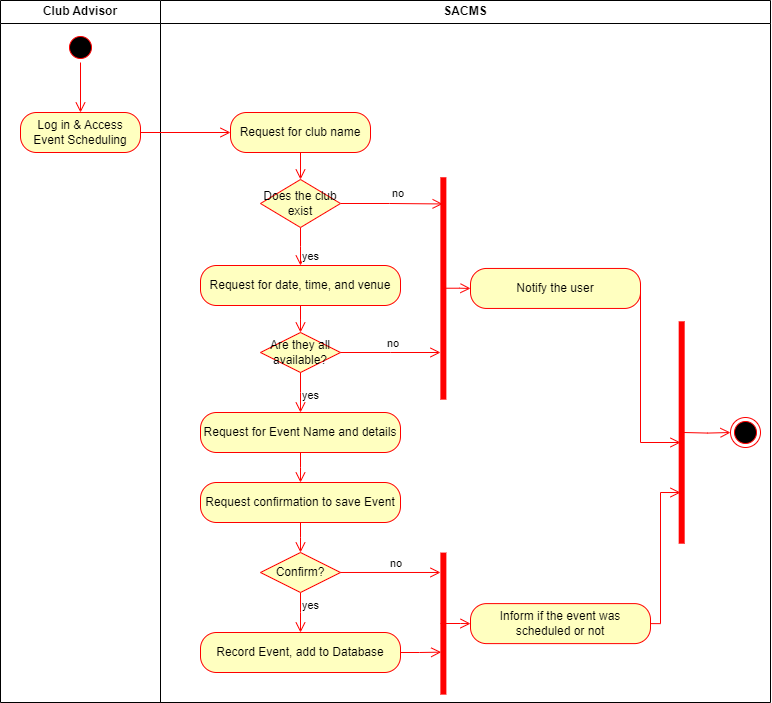 Club Advisor
SACMS
Log in & Access
Event Scheduling
Request for club name
Does the club
exist
no
yes
Request for date, time, and venue
Notify the user
Are they all
available?
no
yes
Request for Event Name and details
Request confirmation to save Event
Confirm?
no
yes
Inform if the event was
scheduled or not
Record Event, add to Database